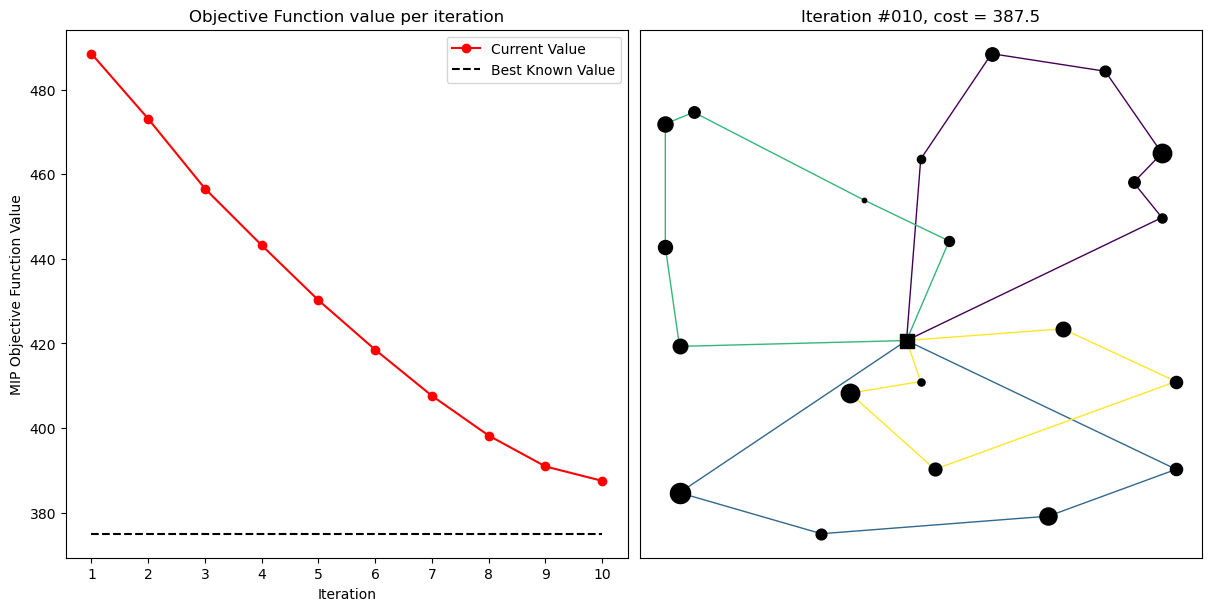 Objective Function value per iteration
Current Value
Best Known Value
MIP Objective Function Value
480
460
440
420
400
380
1 2 3 4 5 6 7 8 9 10
Iteration
Iteration #010, cost = 387.5